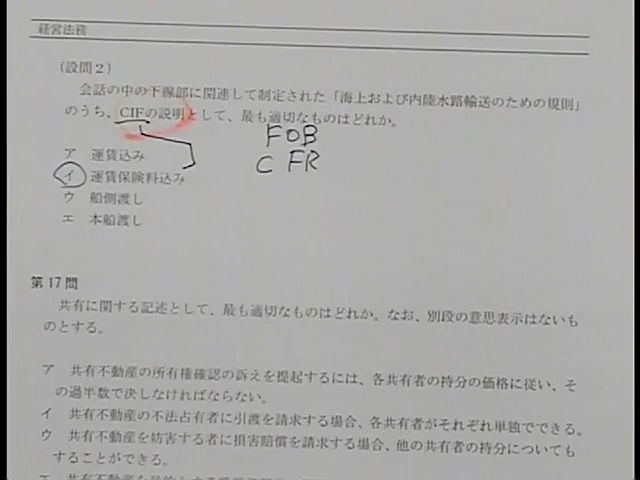 経営法務
(設問2)
会話の中の下線部に関連して制定された「海上および内陸水路輸送のための規則」
のうち、CIFの説明として、最も適切なものはどれか。
FOB
CFR
ア 運賃込み
イ 運賃保険料込み
ウ 船側渡し
エ 本船渡し
第17問
共有に関する記述として、最も適切なものはどれか。なお、別段の意思表示はないも
のとする。
ア 共有不動産の所有権確認の訴えを提起するには、各共有者の持分の価格に従い、そ
の過半数で決しなければならない。
イ 共有不動産の不法占有者に引渡を請求する場合、各共有者がそれぞれ単独でできる。
ウ 共有不動産を妨害する者に損害賠償を請求する場合、他の共有者の持分についても
することができる。